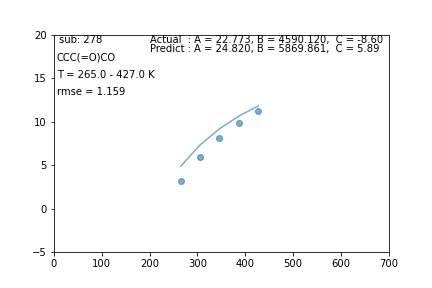 sub: 278
Actual : A = 22.773, B = 4590.120, C = -8.60
Predict : A = 24.820, B = 5869.861, C = 5.89
CCC(=O)CO
T = 265.0 - 427.0 K
rmse = 1.159
20
15
10
5
0
−5
0 100 200 300 400 500 600 700